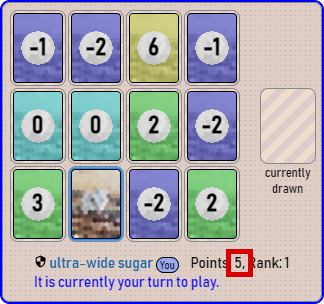 -1 -2 6 -1
0 0 2 -2
3 -2 2
currently
drawn
ultra-wide sugar You Points: 5, Rank: 1
It is currently your turn to play.